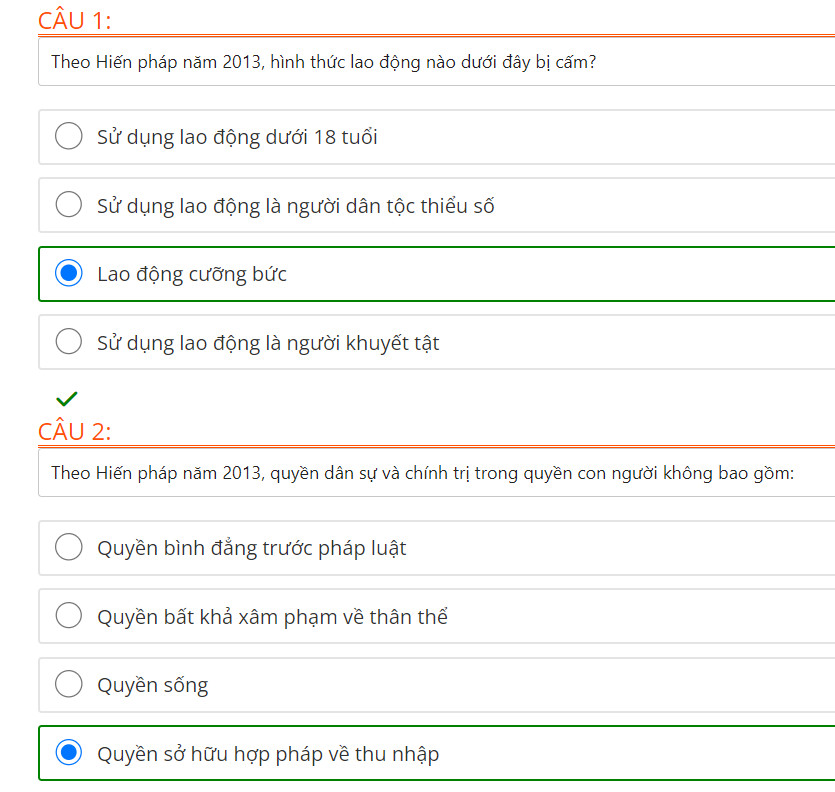 CÂU 1:
Theo Hiến pháp năm 2013, hình thức lao động nào dưới đây bị cấm?
Sử dụng lao động dưới 18 tuổi
Sử dụng lao động là người dân tộc thiểu số
Lao động cưỡng bức
Sử dụng lao động là người khuyết tật
CÂU 2:
Theo Hiến pháp năm 2013, quyền dân sự và chính trị trong quyền con người không bao gồm:
Quyền bình đẳng trước pháp luật
Quyền bất khả xâm phạm về thân thể
Quyền sống
Quyền sở hữu hợp pháp về thu nhập